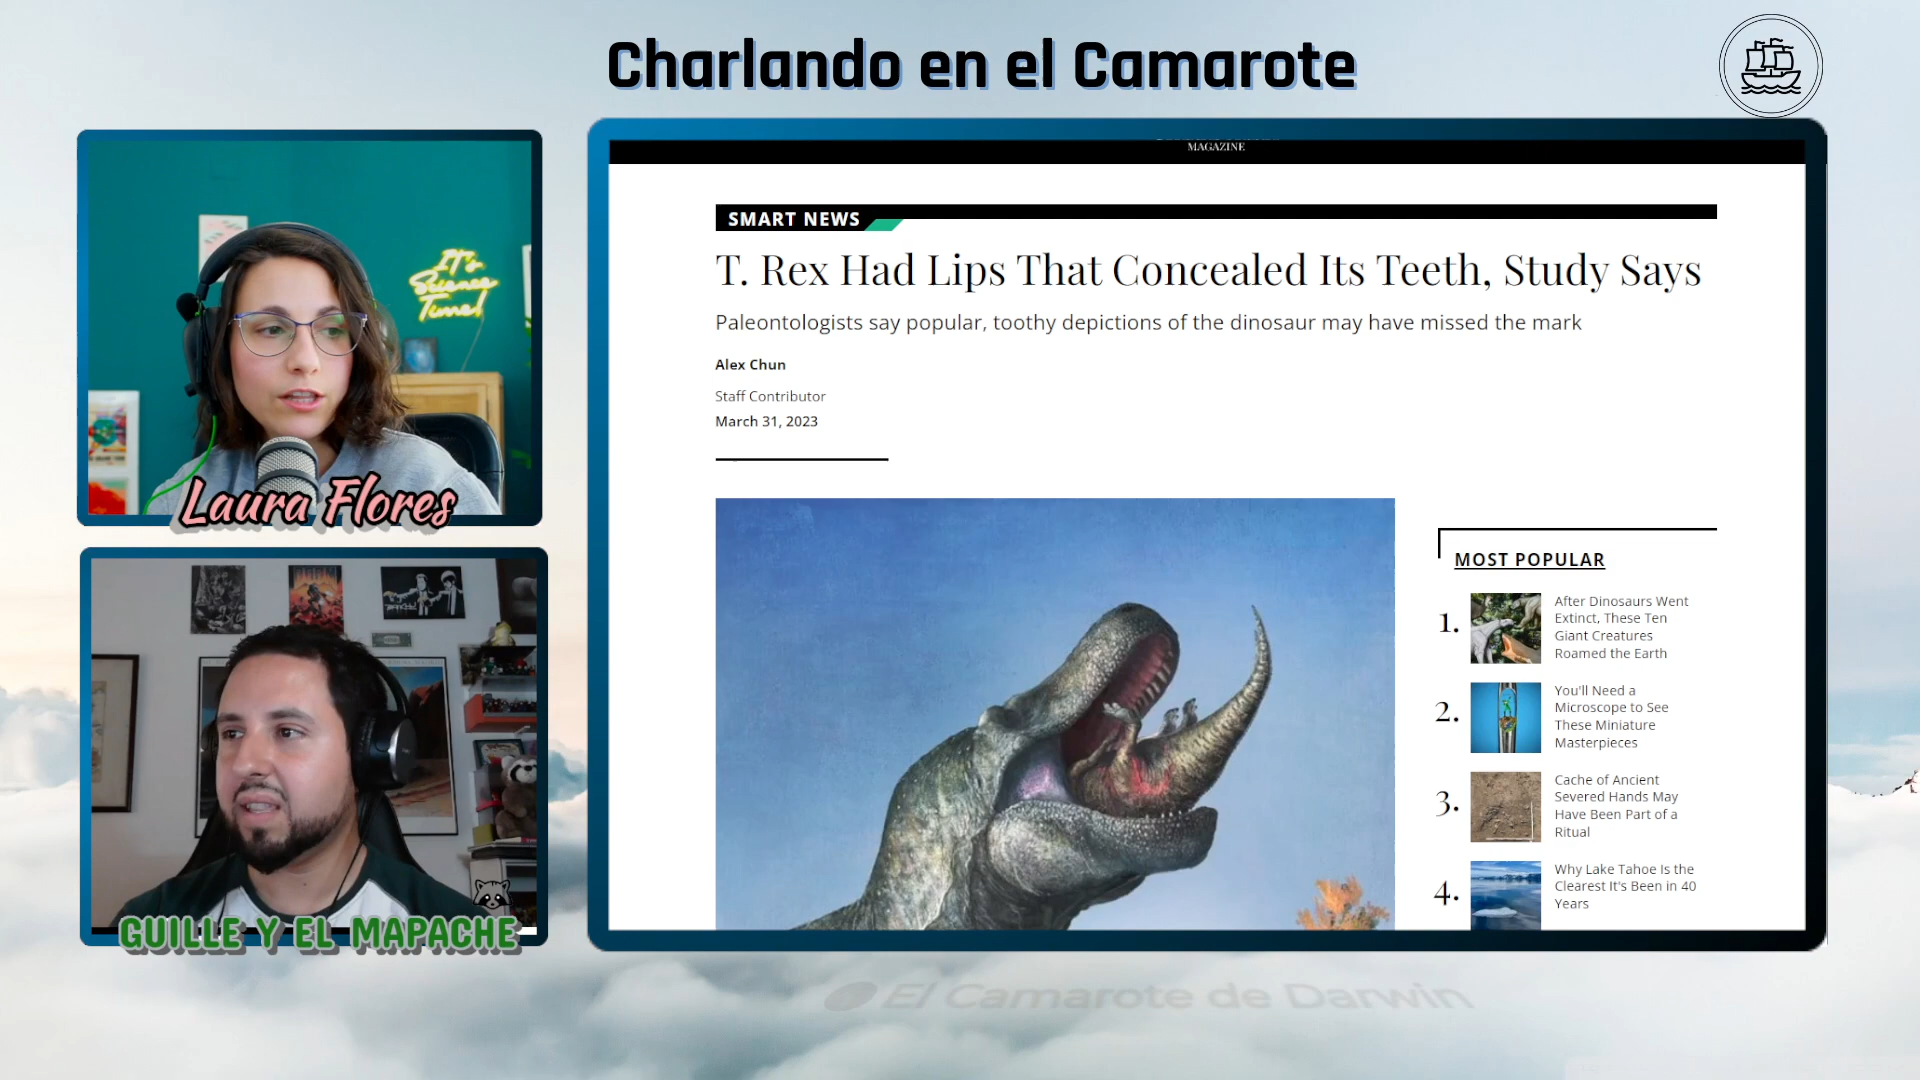 Charlando en el Camarote
It's
Science
Time!
Laura Flores
GUILLE Y EL MAPACHE
MAGAZINE
SMART NEWS
T. Rex Had Lips That Concealed Its Teeth, Study Says
Paleontologists say popular, toothy depictions of the dinosaur may have missed the mark
Alex Chun
Staff Contributor
March 31, 2023
MOST POPULAR
1.
After Dinosaurs Went
Extinct, These Ten
Giant Creatures
Roamed the Earth
2.
You'll Need a
Microscope to See
These Miniature
Masterpieces
3.
Cache of Ancient
Severed Hands May
Have Been Part of a
Ritual
4.
Why Lake Tahoe Is the
Clearest It's Been in 40
Years
El Camarote de Darwin